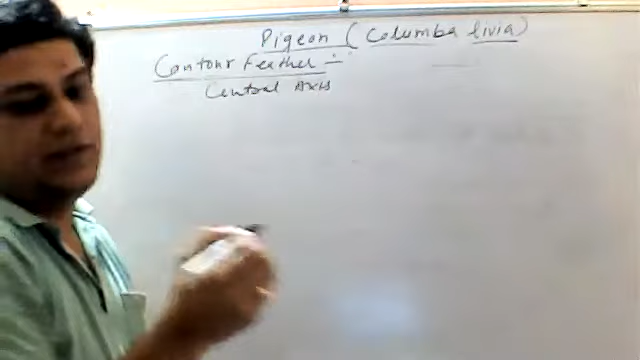 Pigeon (Columba livia)
Contour Feather :-
Central Axis